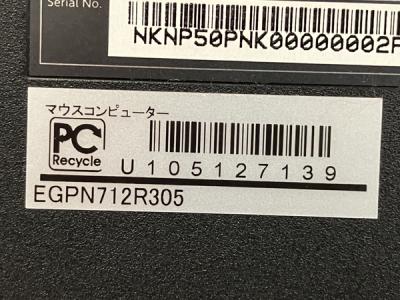 Serial No.
NKNP50PNK00000002F
マウスコンピューター
PC
Recycle
U105127139
EGPN712R305